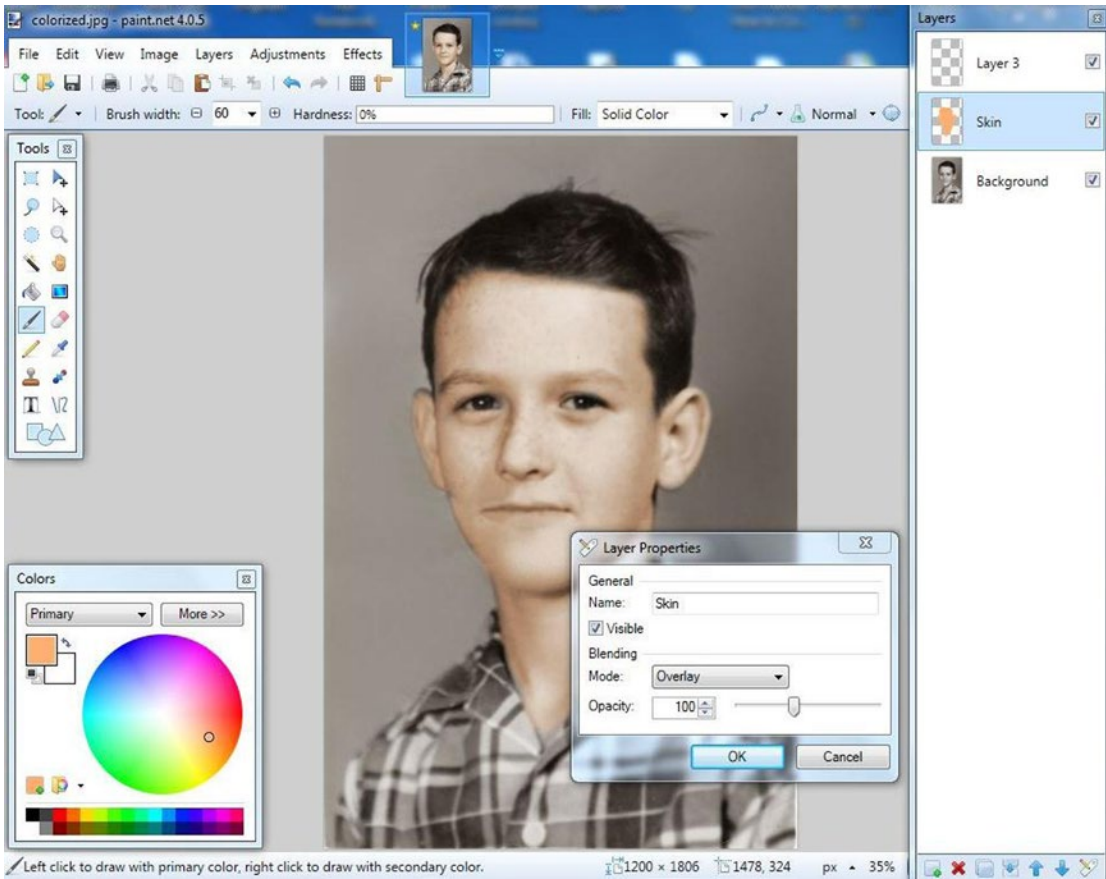 colorized.jpg - paint.net 4.0.5
File Edit View Image Layers Adjustments Effects
Tool: Brush width: 60 Hardness: 0% Fill: Solid Color Normal
Tools
Layers
Layer 3
Skin
Background
Colors
Primary More >>
Layer Properties
General
Name: Skin
Visible
Blending
Mode: Overlay
Opacity: 100
OK Cancel
Left click to draw with primary color, right click to draw with secondary color. 1200 × 1806 1478, 324 px 35%